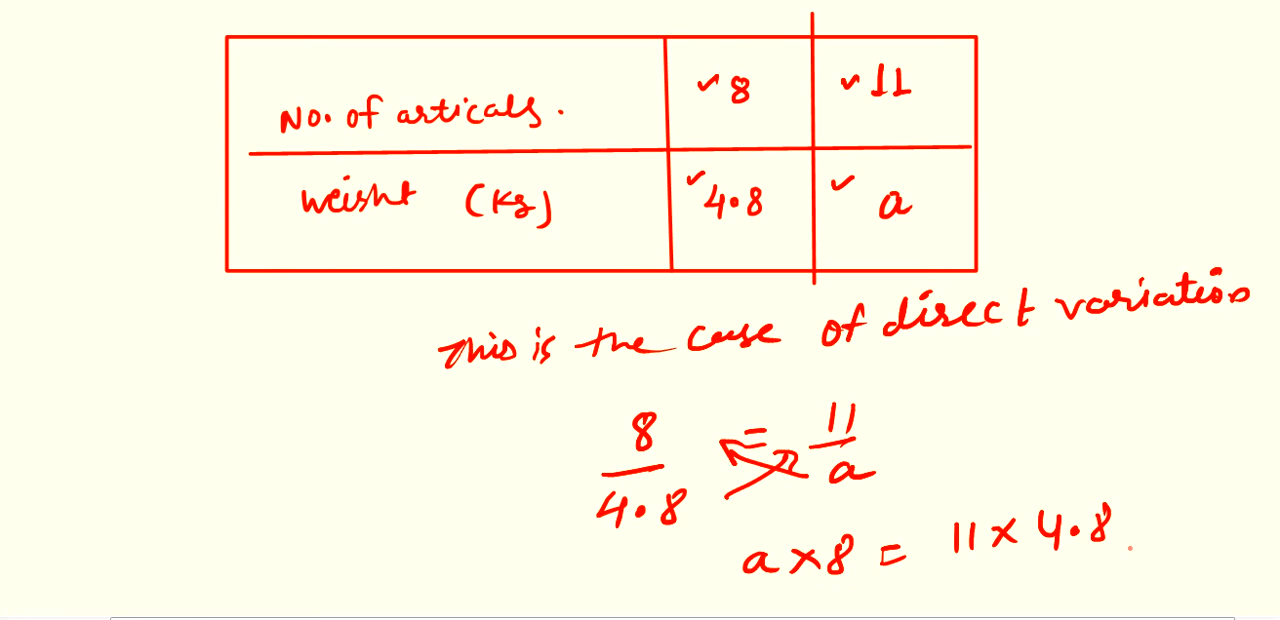 No. of articals. 8 11
weight (Kg) 4.8 a
This is the case of direct variation
8/4.8 = 11/a
a × 8 = 11 × 4.8